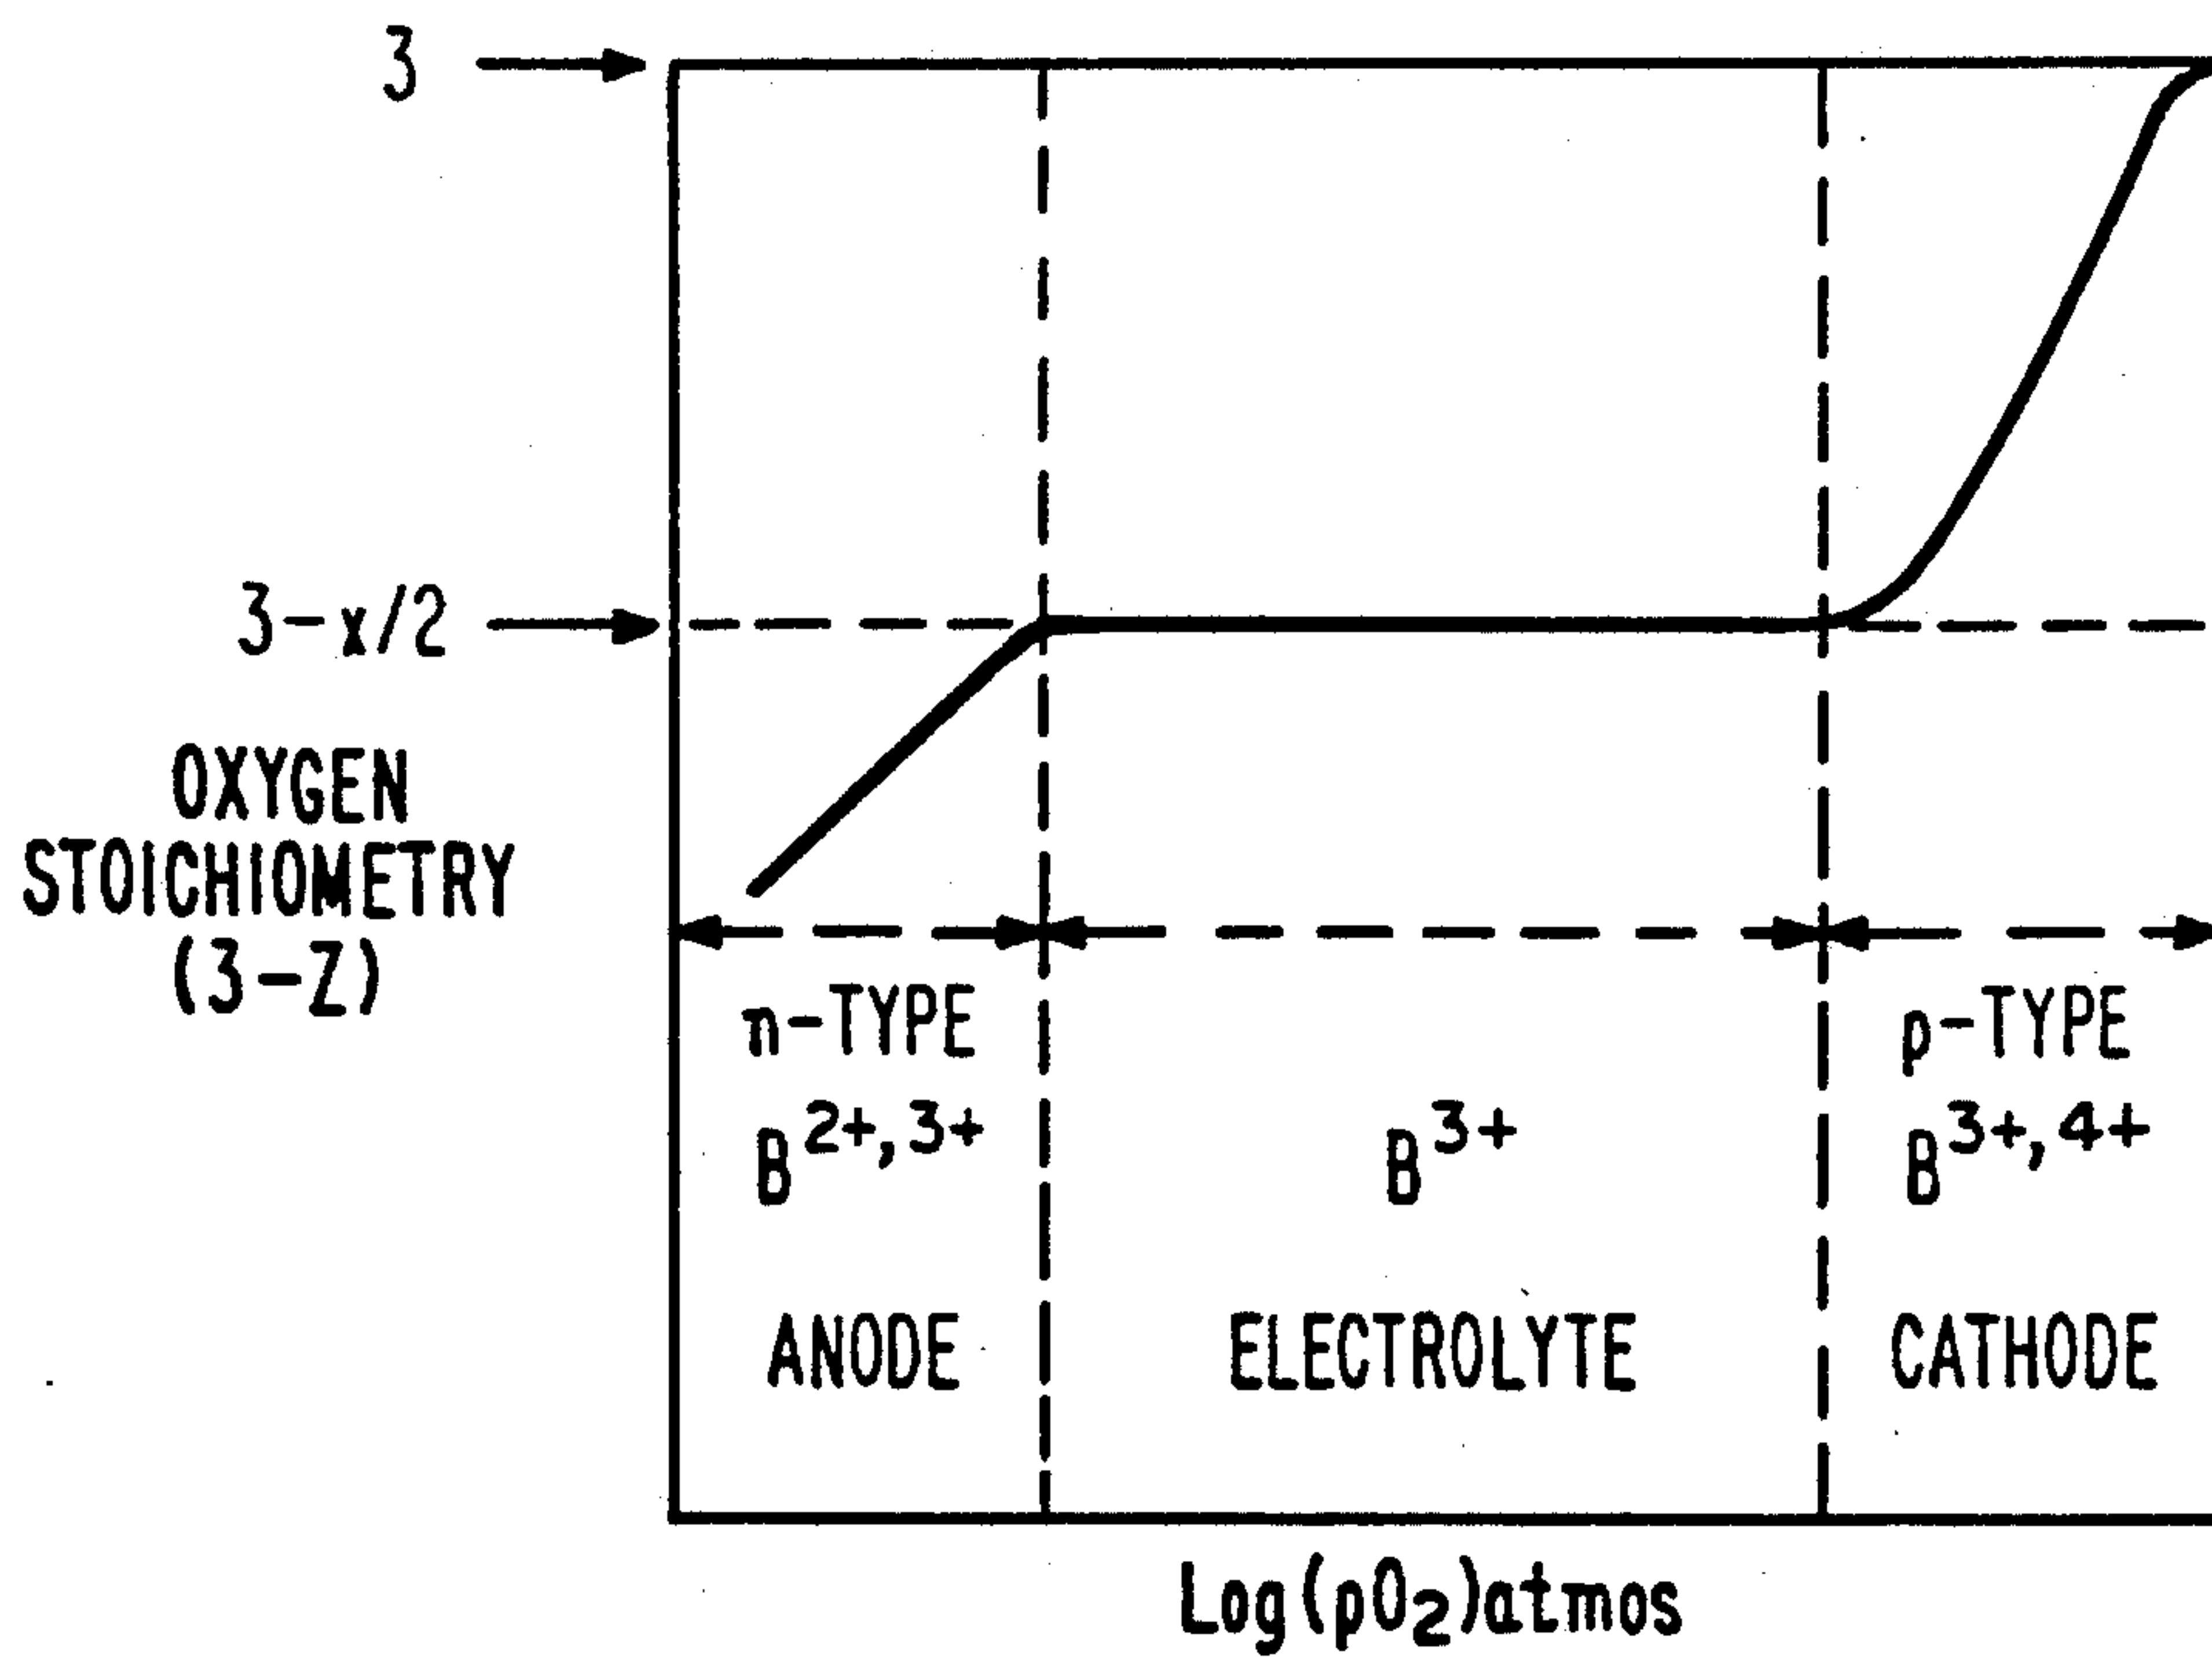 3
3-x/2
OXYGEN
STOICHIOMETRY
(3-Z)
n-TYPE
p-TYPE
B2+,3+
B3+
B3+,4+
ANODE
ELECTROLYTE
CATHODE
Log(pO2)atmos